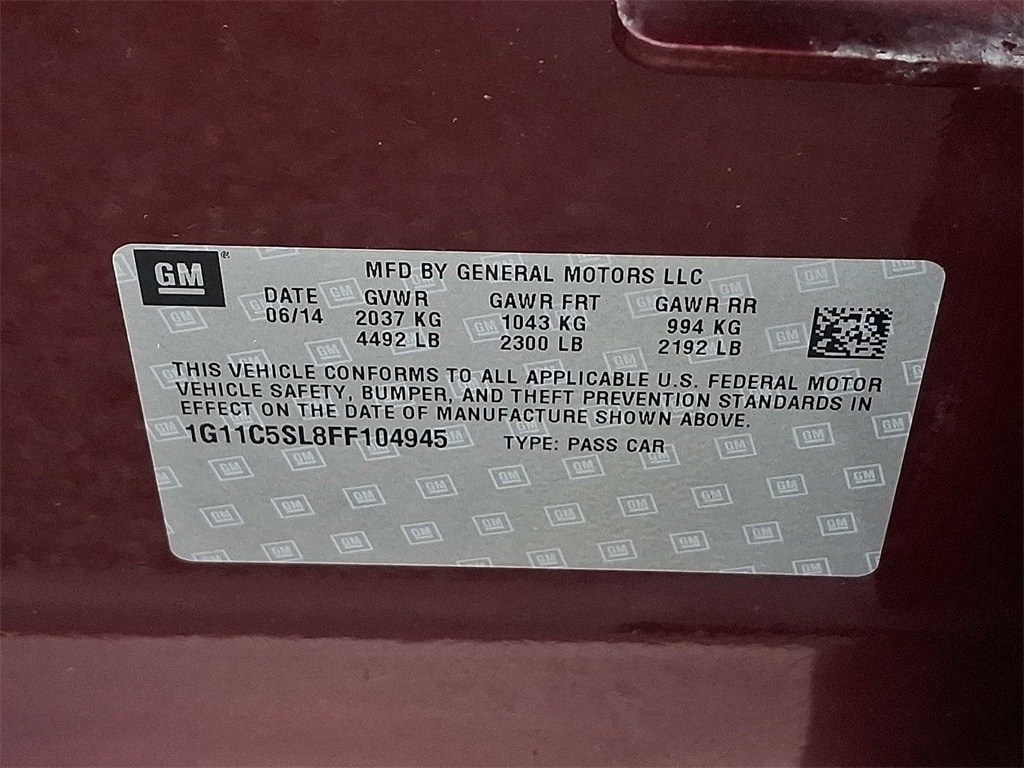 GM
MFD BY GENERAL MOTORS LLC
DATE GVWR GAWR FRT GAWR RR
06/14 2037 KG 1043 KG 994 KG
4492 LB 2300 LB 2192 LB
THIS VEHICLE CONFORMS TO ALL APPLICABLE U.S. FEDERAL MOTOR
VEHICLE SAFETY, BUMPER, AND THEFT PREVENTION STANDARDS IN
EFFECT ON THE DATE OF MANUFACTURE SHOWN ABOVE.
1G11C5SL8FF104945 TYPE: PASS CAR